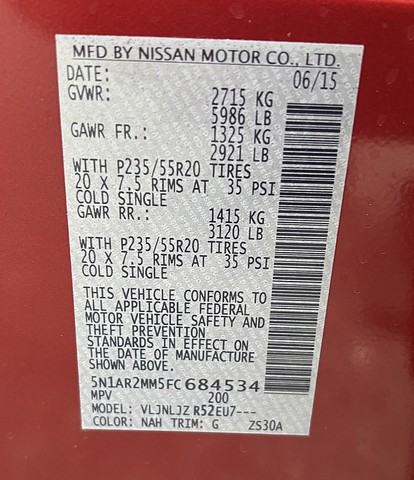 MFD BY NISSAN MOTOR CO., LTD.
DATE: 06/15
GVWR: 2715 KG
5986 LB
GAWR FR.: 1325 KG
2921 LB
WITH P235/55R20 TIRES
20 X 7.5 RIMS AT 35 PSI
COLD SINGLE
GAWR RR.: 1415 KG
3120 LB
WITH P235/55R20 TIRES
20 X 7.5 RIMS AT 35 PSI
COLD SINGLE
THIS VEHICLE CONFORMS TO
ALL APPLICABLE FEDERAL
MOTOR VEHICLE SAFETY AND
THEFT PREVENTION
STANDARDS IN EFFECT ON
THE DATE OF MANUFACTURE
SHOWN ABOVE.
5N1AR2MM5FC684534
MPV 200
MODEL: VLJNLJZ R52EU7---
COLOR: NAH TRIM: G ZS30A